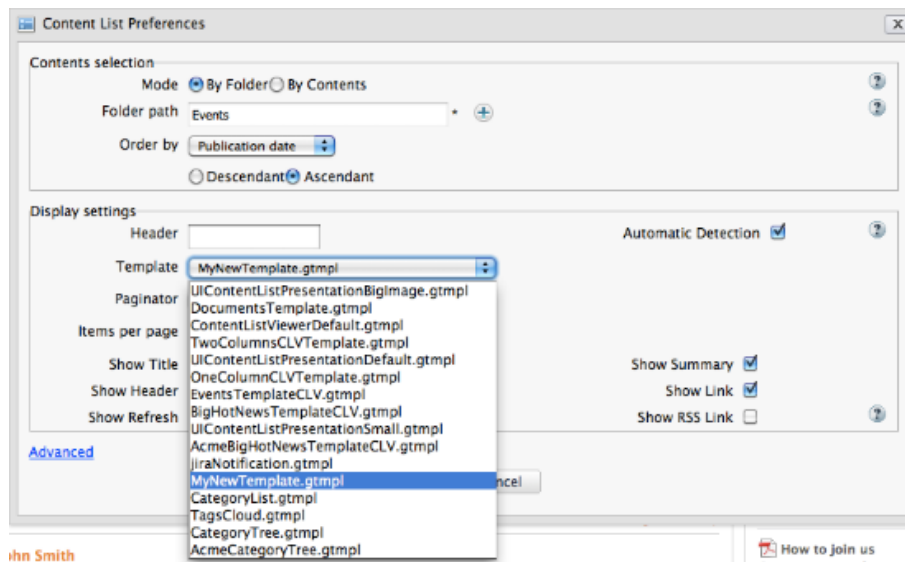 Content List Preferences
Contents selection
Mode By Folder By Contents
Folder path Events *
Order by Publication date
Descendant Ascendant
Display settings
Header Automatic Detection
Template MyNewTemplate.gtmpl
UIContentListPresentationBigImage.gtmpl
Paginator DocumentsTemplate.gtmpl
ContentListViewerDefault.gtmpl
Items per page TwoColumnsCLVTemplate.gtmpl
Show Title UIContentListPresentationDefault.gtmpl Show Summary
OneColumnCLVTemplate.gtmpl
Show Header EventsTemplateCLV.gtmpl Show Link
Show Refresh BigHotNewsTemplateCLV.gtmpl Show RSS Link
UIContentListPresentationSmall.gtmpl
Advanced AcmeBigHotNewsTemplateCLV.gtmpl
jiraNotification.gtmpl
MyNewTemplate.gtmpl ncel
CategoryList.gtmpl
TagsCloud.gtmpl
CategoryTree.gtmpl
AcmeCategoryTree.gtmpl
ohn Smith How to join us